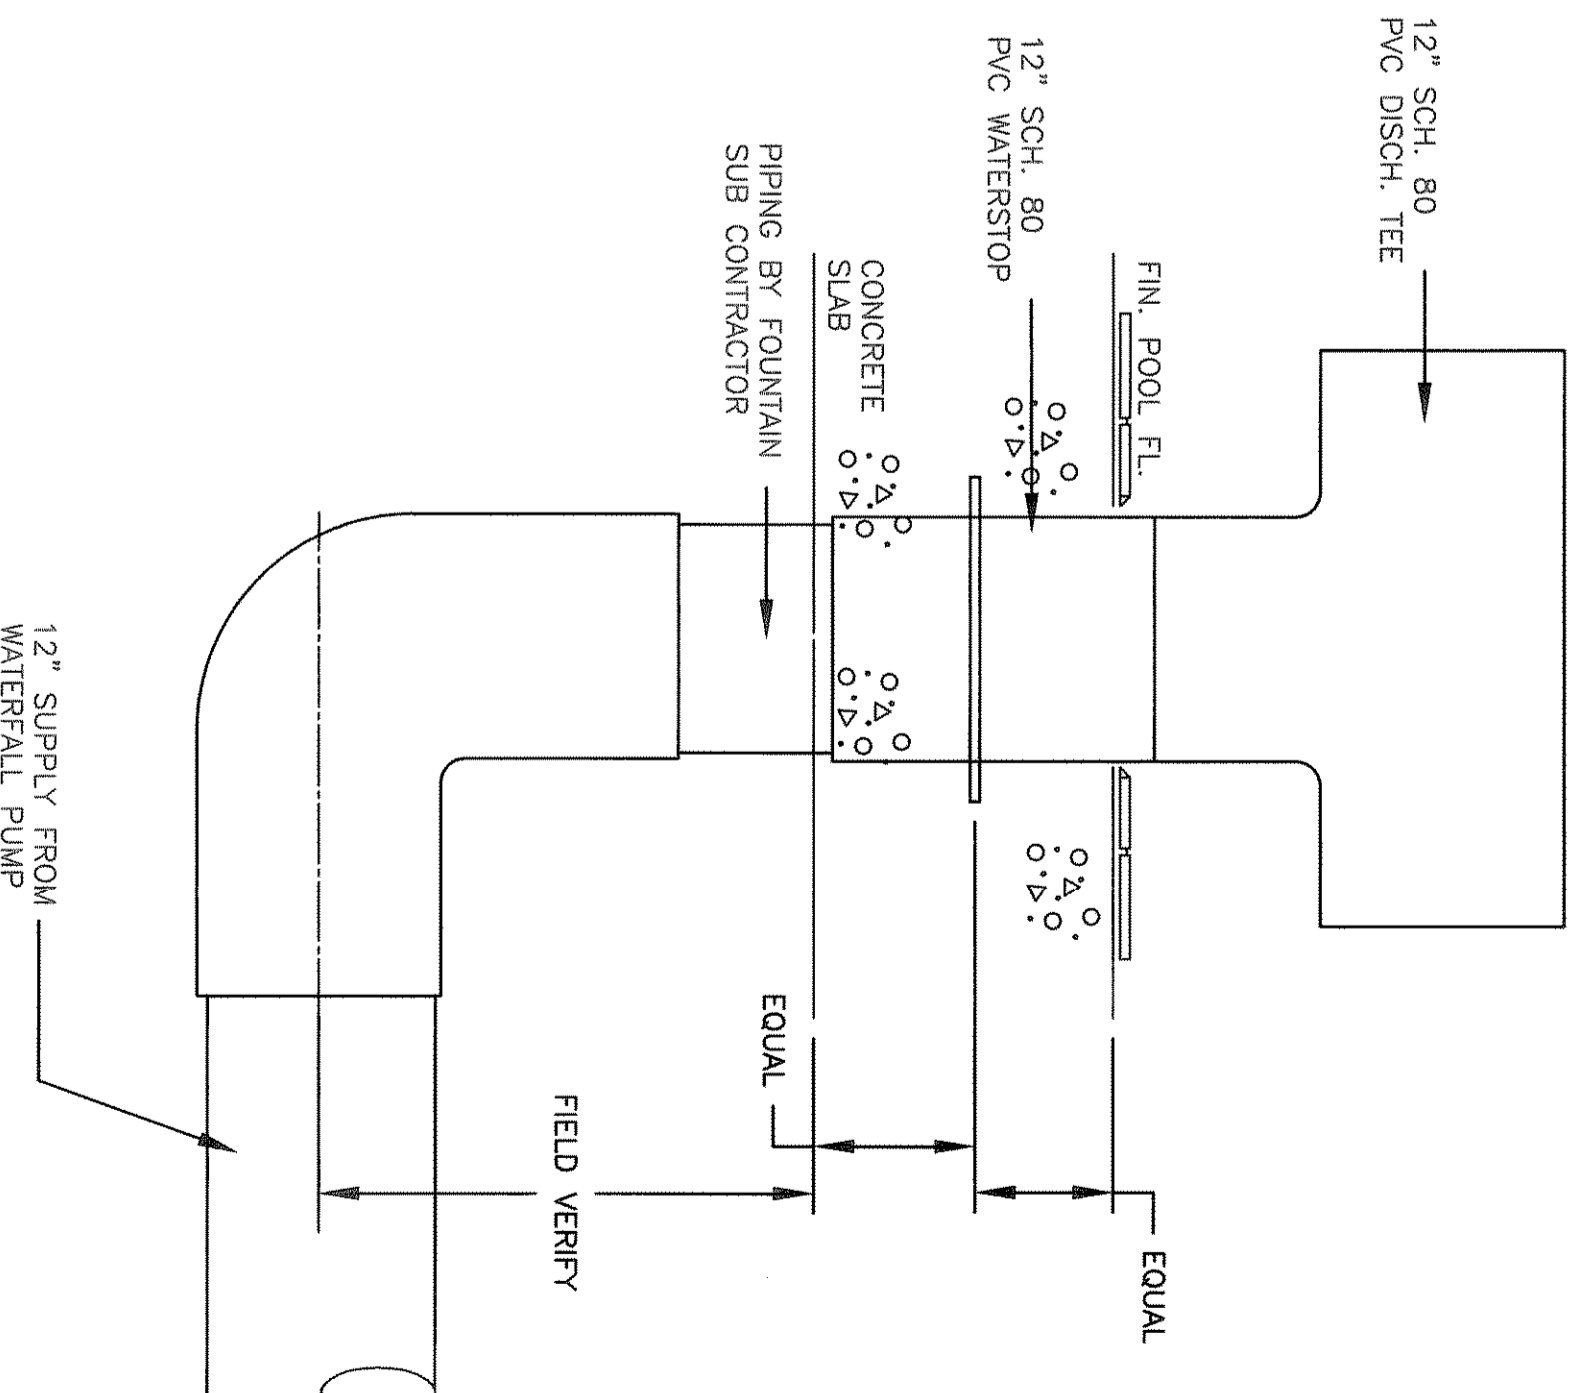 12" SCH. 80
PVC DISCH. TEE
FIN. POOL FL.
12" SCH. 80
PVC WATERSTOP
EQUAL
CONCRETE
SLAB
EQUAL
PIPING BY FOUNTAIN
SUB CONTRACTOR
FIELD VERIFY
12" SUPPLY FROM
WATERFALL PUMP